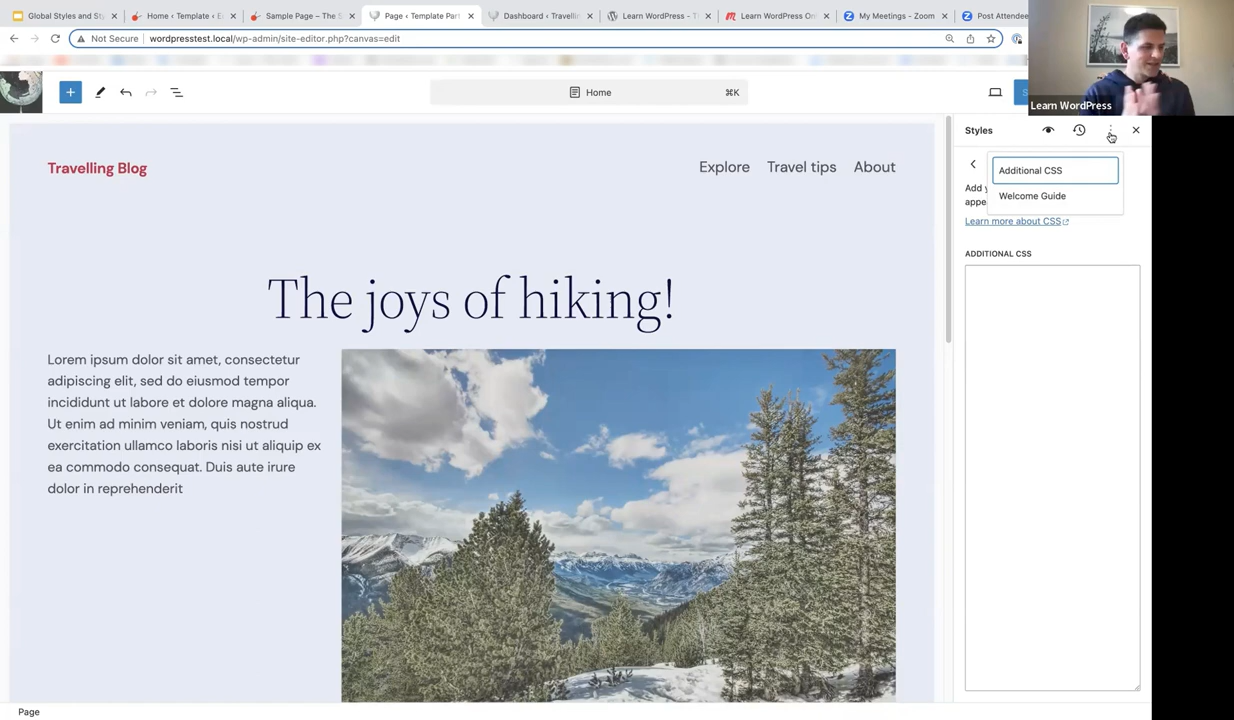 Global Styles and Sty
Home ‹ Template ‹ E
Sample Page – The S
Page ‹ Template Par
Dashboard ‹ Travellin
Learn WordPress – T
Learn WordPress Onl
My Meetings – Zoom
Post Attendee
Not Secure
wordpresstest.local/wp-admin/site-editor.php?canvas=edit
Learn WordPress
Home
⌘K
S
Styles
Additional CSS
Welcome Guide
Add y
appe
Learn more about CSS
ADDITIONAL CSS
Travelling Blog
Explore
Travel tips
About
The joys of hiking!
Lorem ipsum dolor sit amet, consectetur
adipiscing elit, sed do eiusmod tempor
incididunt ut labore et dolore magna aliqua.
Ut enim ad minim veniam, quis nostrud
exercitation ullamco laboris nisi ut aliquip ex
ea commodo consequat. Duis aute irure
dolor in reprehenderit
Page